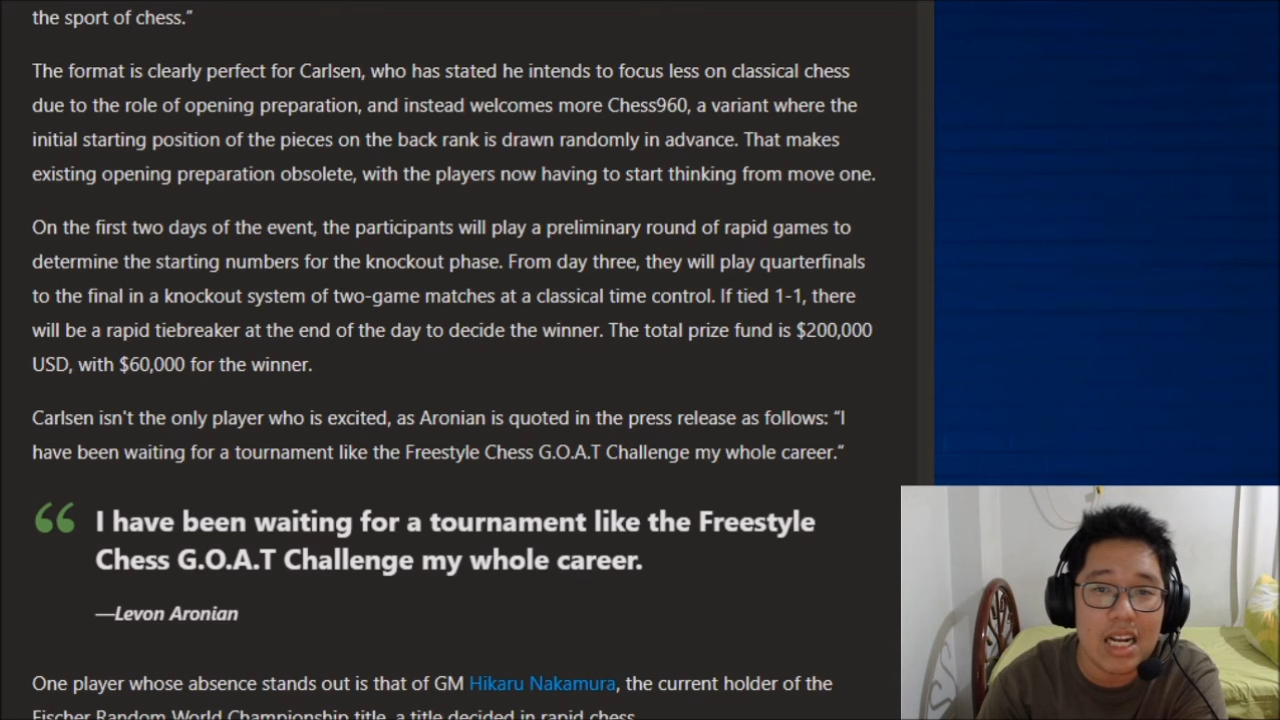 the sport of chess.”
The format is clearly perfect for Carlsen, who has stated he intends to focus less on classical chess
due to the role of opening preparation, and instead welcomes more Chess960, a variant where the
initial starting position of the pieces on the back rank is drawn randomly in advance. That makes
existing opening preparation obsolete, with the players now having to start thinking from move one.
On the first two days of the event, the participants will play a preliminary round of rapid games to
determine the starting numbers for the knockout phase. From day three, they will play quarterfinals
to the final in a knockout system of two-game matches at a classical time control. If tied 1-1, there
will be a rapid tiebreaker at the end of the day to decide the winner. The total prize fund is $200,000
USD, with $60,000 for the winner.
Carlsen isn't the only player who is excited, as Aronian is quoted in the press release as follows: “I
have been waiting for a tournament like the Freestyle Chess G.O.A.T Challenge my whole career.”
“ I have been waiting for a tournament like the Freestyle
Chess G.O.A.T Challenge my whole career.
—Levon Aronian
One player whose absence stands out is that of GM Hikaru Nakamura, the current holder of the
Fischer Random World Championship title, a title decided in rapid chess.